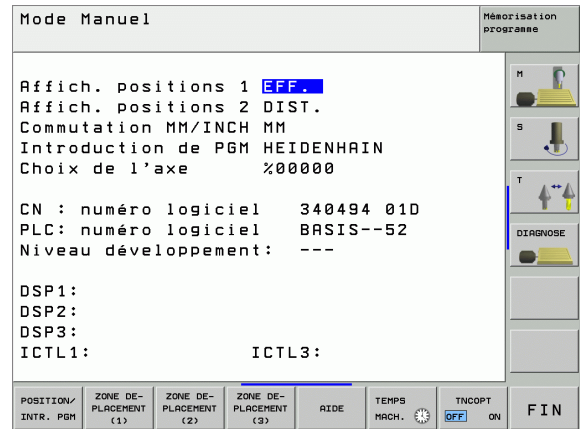 Mode Manuel
Mémorisation
programme
Affich. positions 1 EFF.
Affich. positions 2 DIST.
Commutation MM/INCH MM
Introduction de PGM HEIDENHAIN
Choix de l'axe %00000
CN : numéro logiciel 340494 01D
PLC: numéro logiciel BASIS--52
Niveau développement: ---
DSP1:
DSP2:
DSP3:
ICTL1: ICTL3:
M
S
T
DIAGNOSE
POSITION/
INTR. PGM
ZONE DE-
PLACEMENT
(1)
ZONE DE-
PLACEMENT
(2)
ZONE DE-
PLACEMENT
(3)
AIDE
TEMPS
MACH.
TNCOPT
OFF ON
FIN